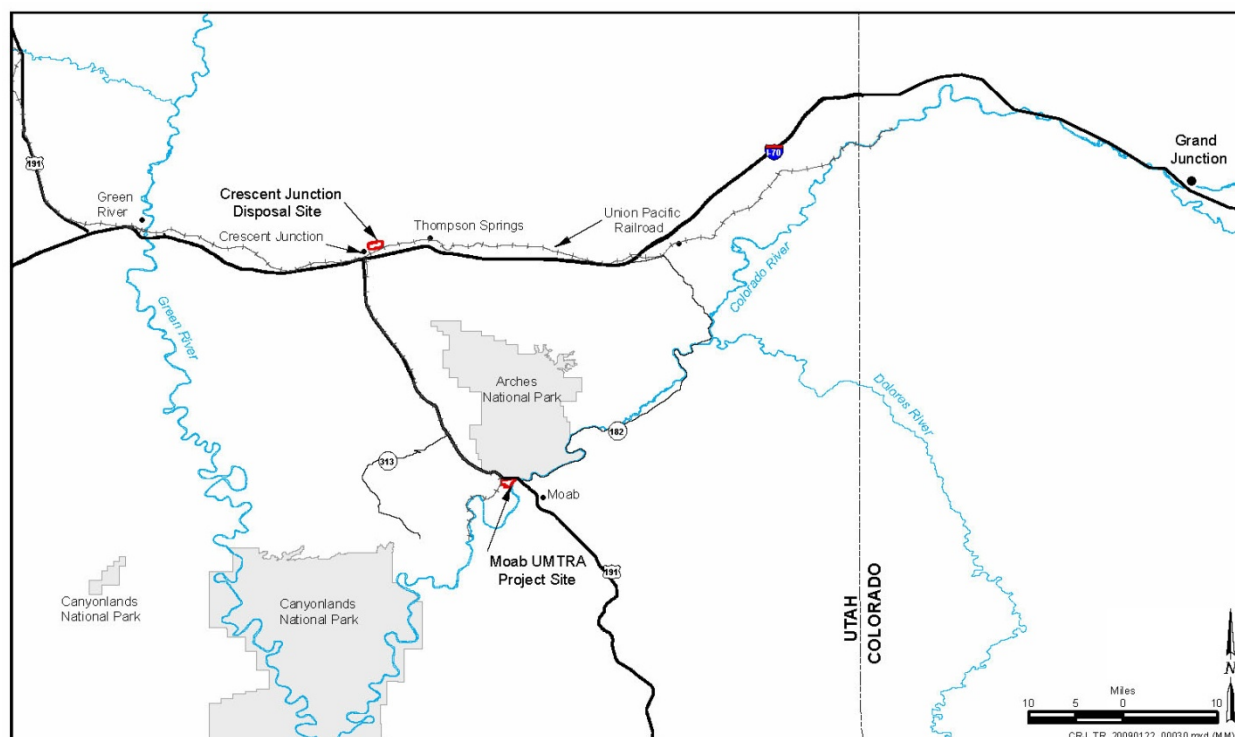 I-70
Grand
Junction
191
Green
River
Crescent Junction
Disposal Site
Crescent Junction
Thompson Springs
Union Pacific
Railroad
Colorado River
Green River
Arches
National Park
Dolores River
182
313
Moab
Moab UMTRA
Project Site
191
Canyonlands
National Park
Canyonlands
National Park
UTAH
COLORADO
N
Miles
10 5 0 10